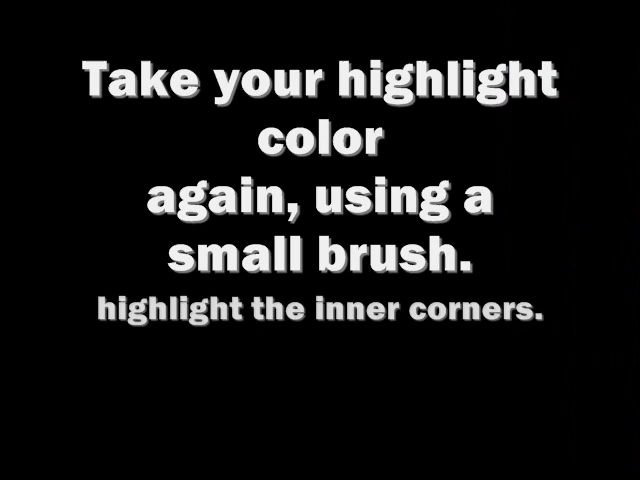 Take your highlight
color
again, using a
small brush.
highlight the inner corners.